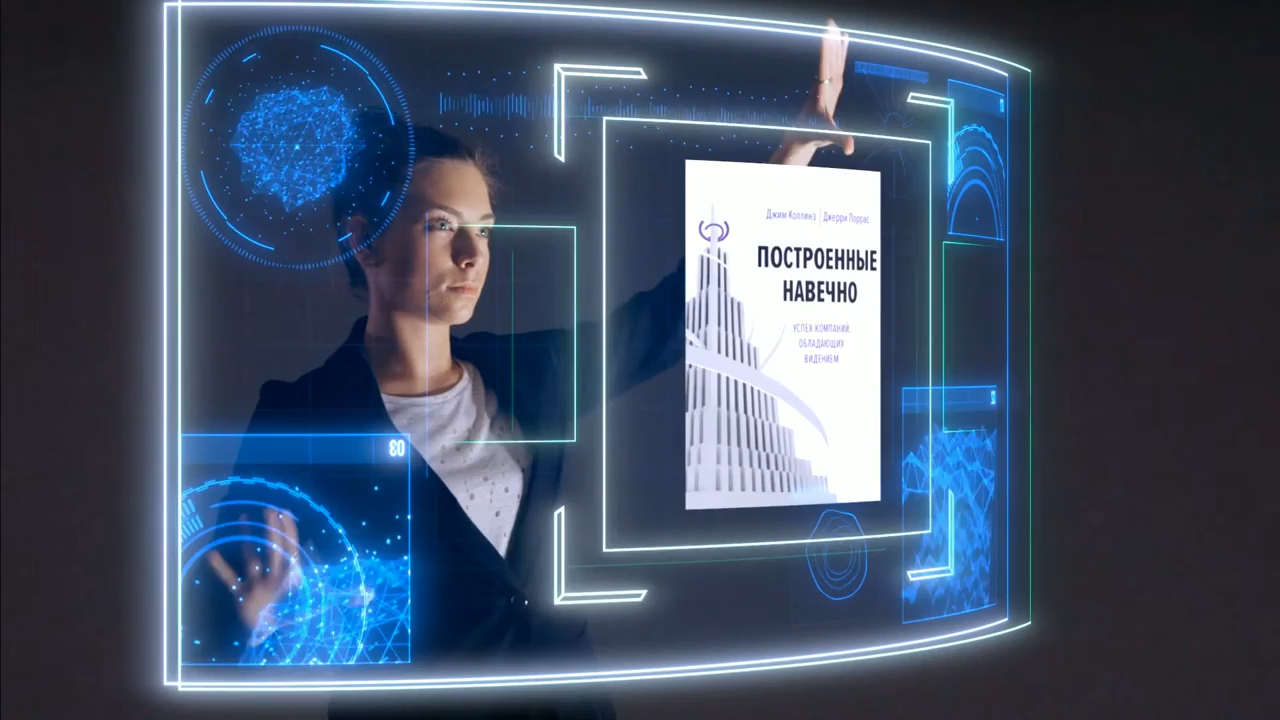 Джим Коллинз | Джерри Поррас
ПОСТРОЕННЫЕ
НАВЕЧНО
УСПЕХ КОМПАНИЙ,
ОБЛАДАЮЩИХ
ВИДЕНИЕМ
03